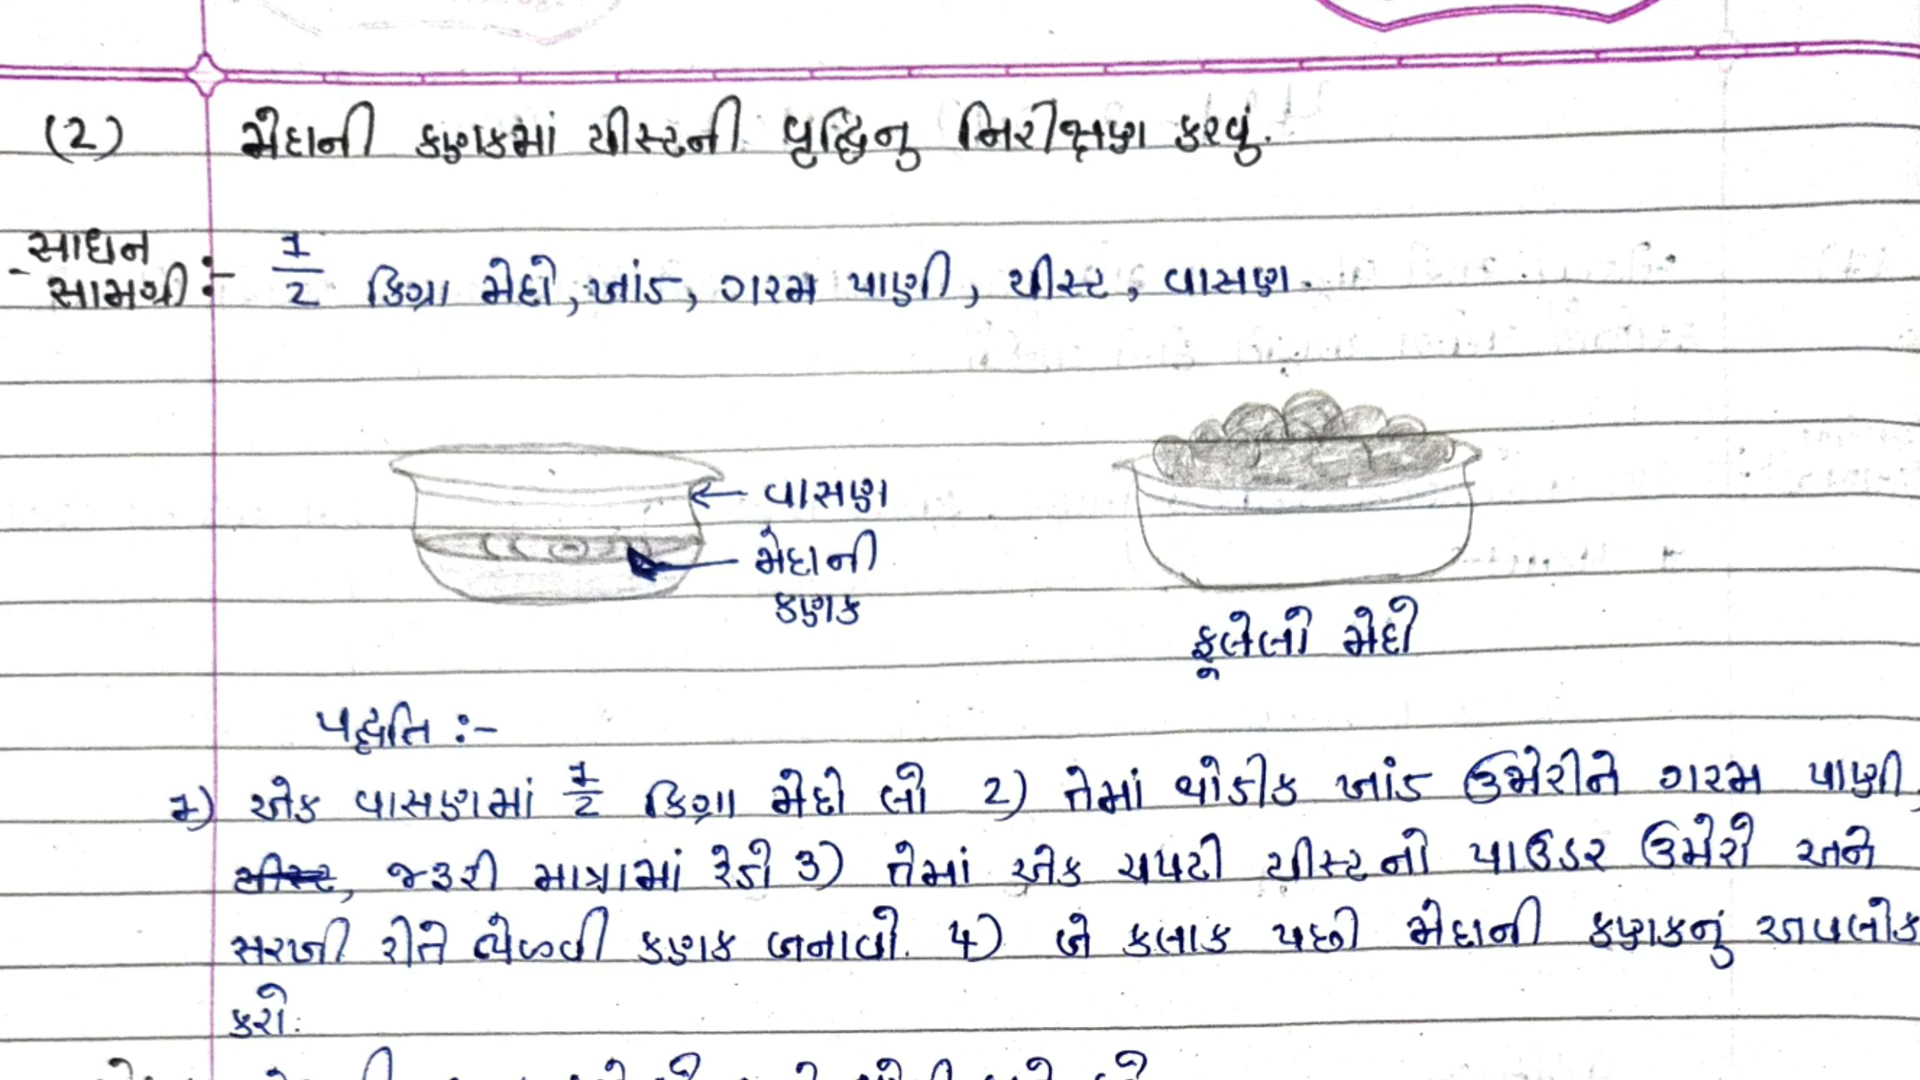 (2) મેદાની કણકમાં યીસ્ટની વૃદ્ધિનુ નિરીક્ષણ કરવું.
સાધન
સામગ્રી :- 1/2 કિગ્રા મેદો, ખાંડ, ગરમ પાણી, યીસ્ટ, વાસણ.
← વાસણ
મેદાની
કણક
ફૂલેલો મેદો
પદ્ધતિ :-
1) એક વાસણમાં 1/2 કિગ્રા મેદો લો 2) તેમાં થોડીક ખાંડ ઉમેરીને ગરમ પાણી,
જરૂરી માત્રામાં રેડો 3) તેમાં એક ચપટી યીસ્ટનો પાઉડર ઉમેરો અને
સરખી રીતે ભેળવી કણક બનાવો. 4) બે કલાક પછી મેદાની કણકનું અવલોક
કરો.